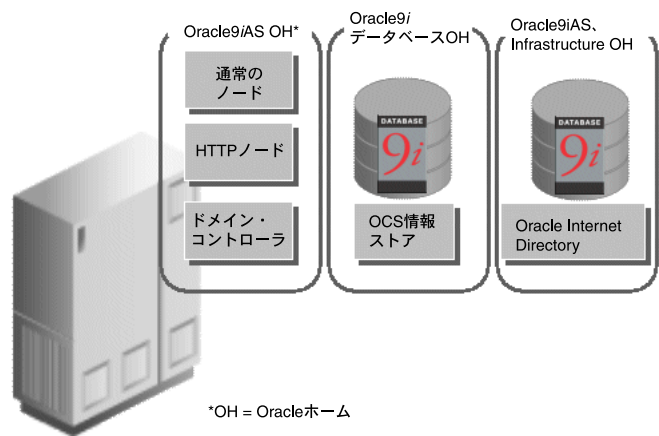 Oracle9iAS OH*
通常の
ノード
HTTPノード
ドメイン・
コントローラ
Oracle9i
データベースOH
DATABASE
9i
OCS情報
ストア
Oracle9iAS、
Infrastructure OH
DATABASE
9i
Oracle Internet
Directory
*OH = Oracleホーム